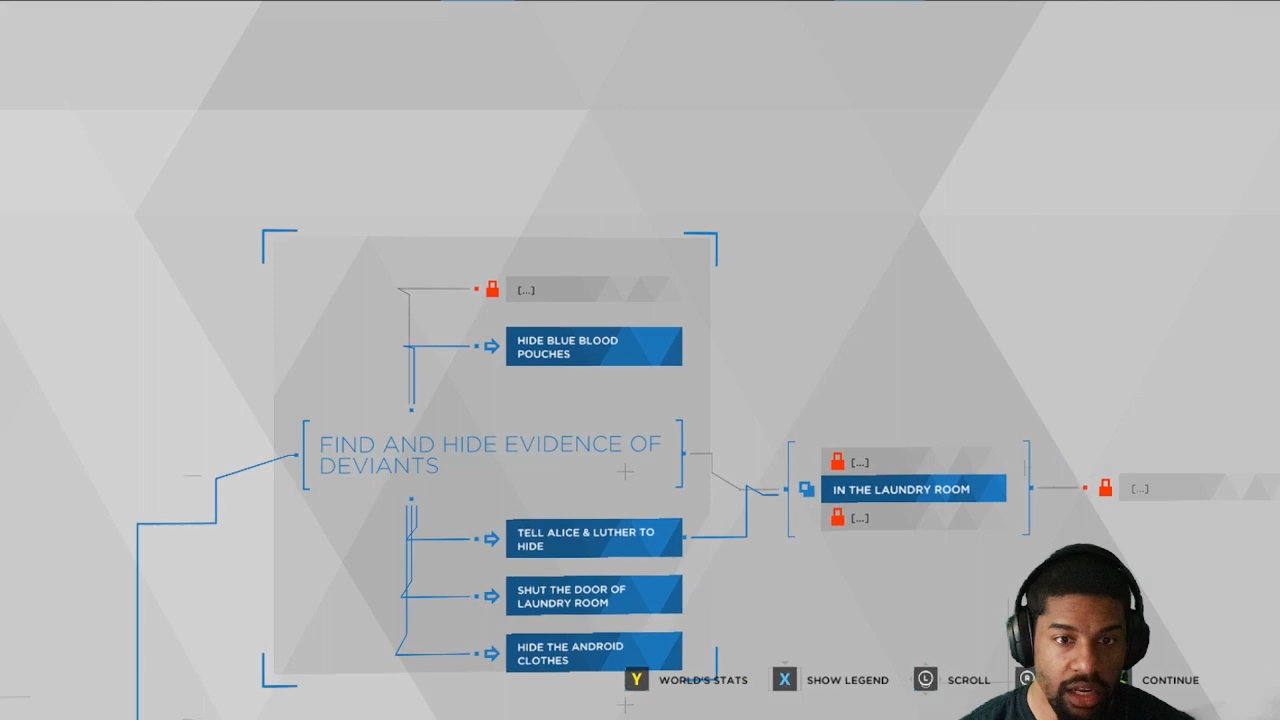 [...]
HIDE BLUE BLOOD
POUCHES
FIND AND HIDE EVIDENCE OF
DEVIANTS
[...]
IN THE LAUNDRY ROOM
[...]
[...]
TELL ALICE & LUTHER TO
HIDE
SHUT THE DOOR OF
LAUNDRY ROOM
HIDE THE ANDROID
CLOTHES
Y WORLD'S STATS X SHOW LEGEND L SCROLL R CONTINUE